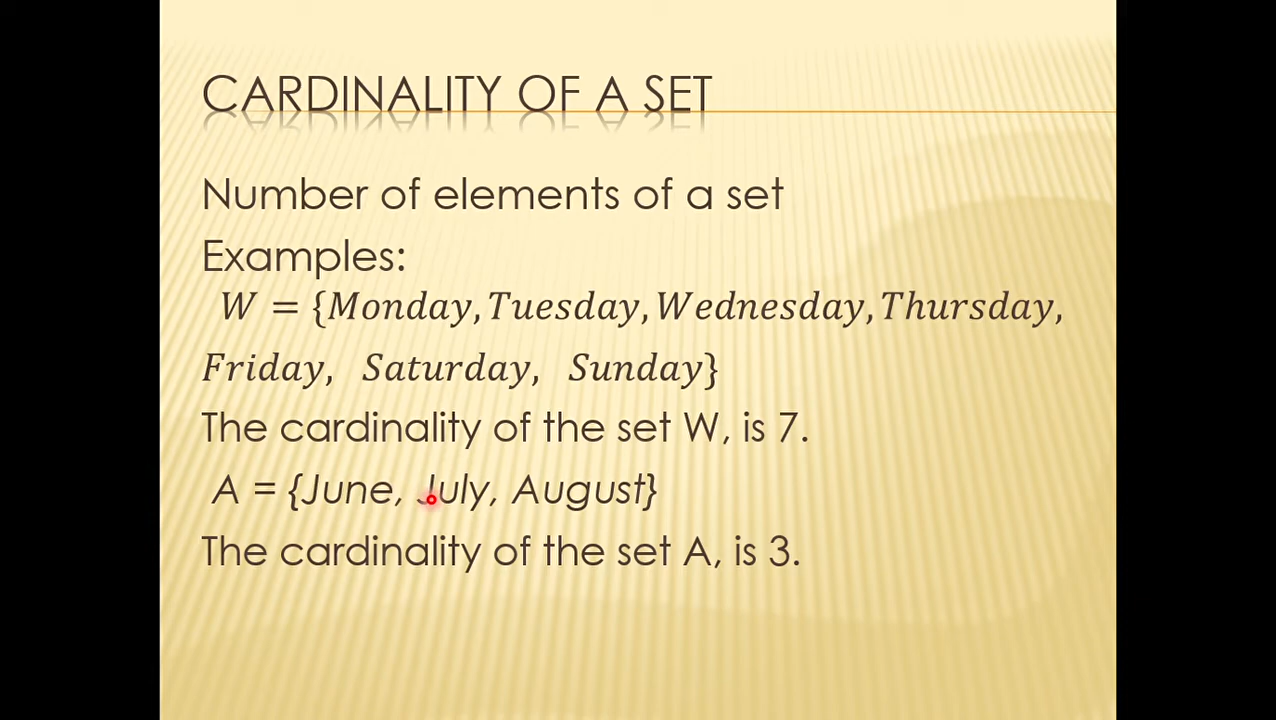 CARDINALITY OF A SET
Number of elements of a set
Examples:
W = {Monday, Tuesday, Wednesday, Thursday,
Friday, Saturday, Sunday}
The cardinality of the set W, is 7.
A = {June, July, August}
The cardinality of the set A, is 3.